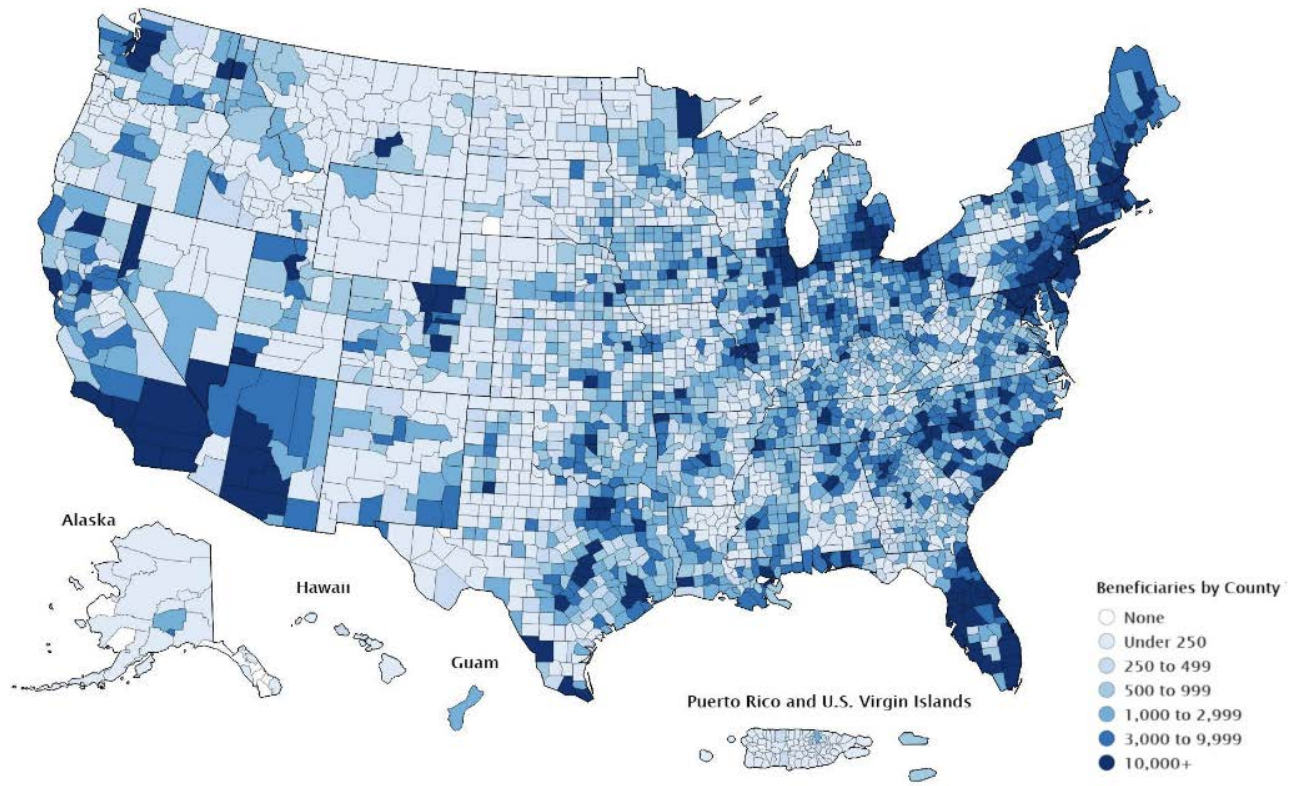 Alaska
Hawaii
Guam
Puerto Rico and U.S. Virgin Islands
Beneficiaries by County
None
Under 250
250 to 499
500 to 999
1,000 to 2,999
3,000 to 9,999
10,000+